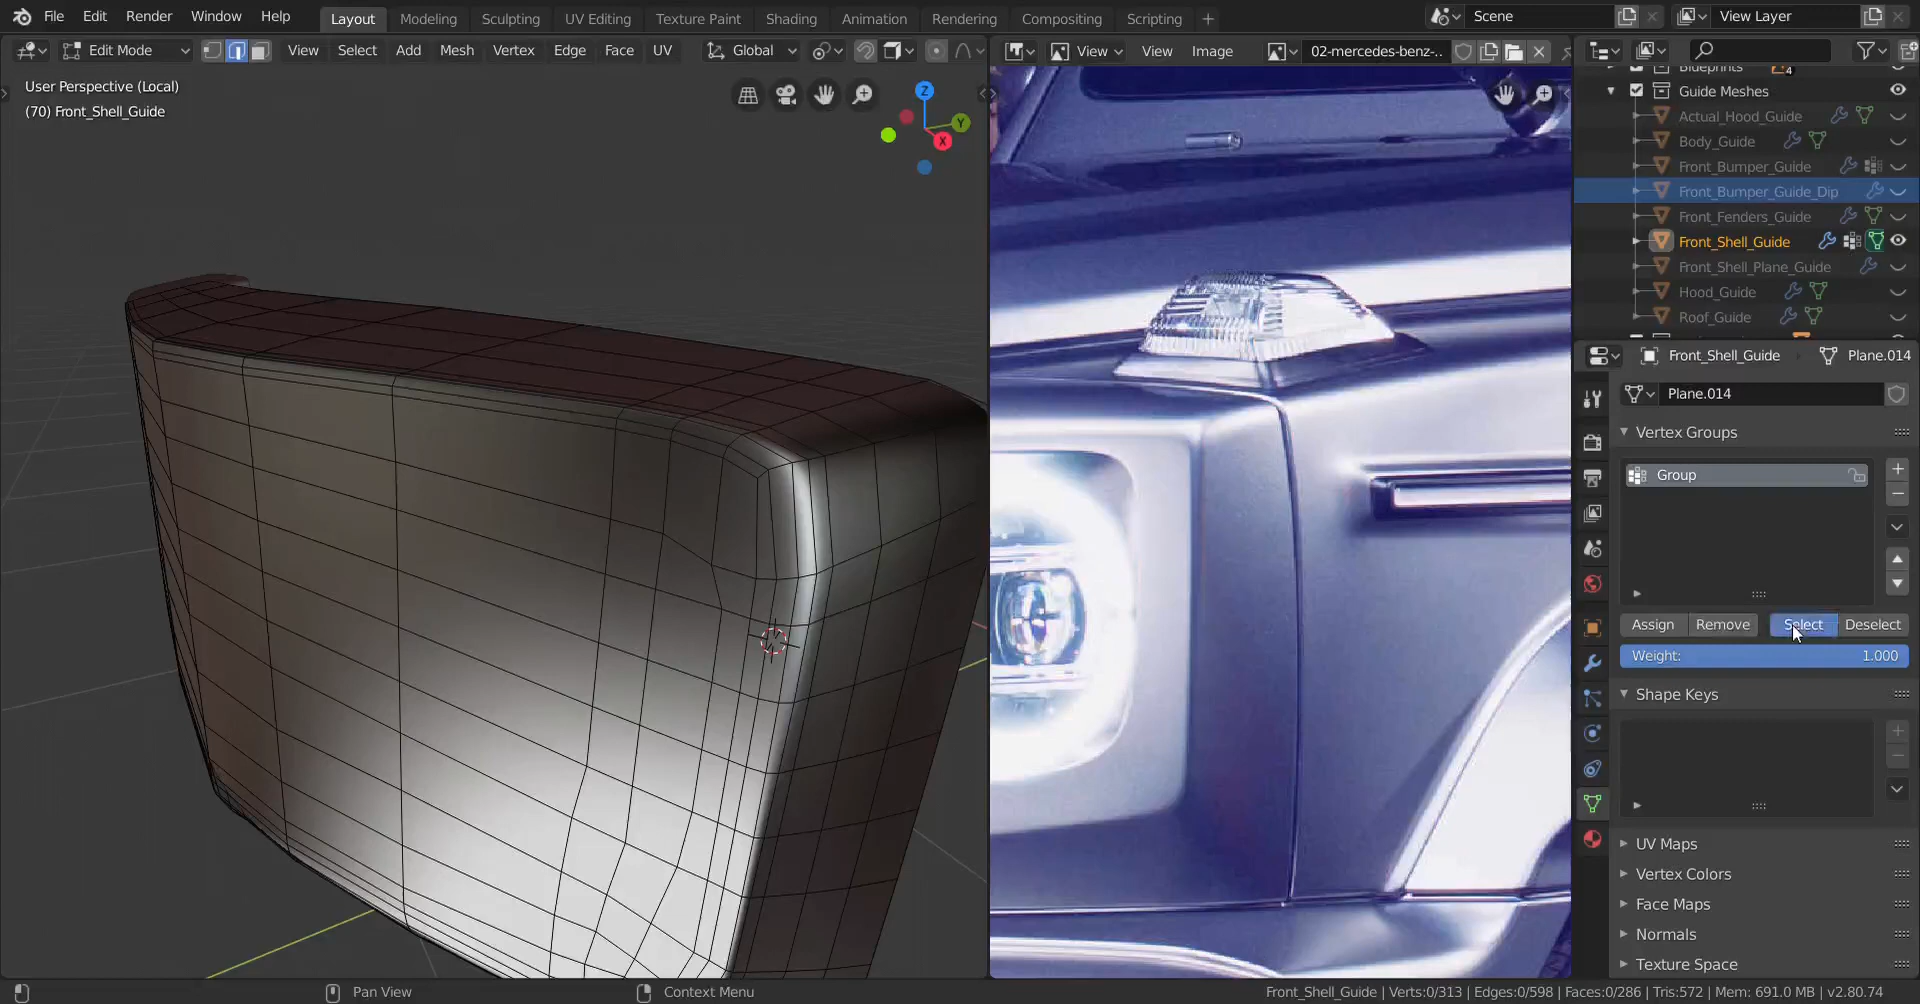 File Edit Render Window Help Layout Modeling Sculpting UV Editing Texture Paint Shading Animation Rendering Compositing Scripting + Scene View Layer
Edit Mode View Select Add Mesh Vertex Edge Face UV Global View View Image 02-mercedes-benz-..
User Perspective (Local)
(70) Front_Shell_Guide
Z
Y
X
Blueprints 4
Guide Meshes
Actual_Hood_Guide
Body_Guide
Front_Bumper_Guide
Front_Bumper_Guide_Dip
Front_Fenders_Guide
Front_Shell_Guide
Front_Shell_Plane_Guide
Hood_Guide
Roof_Guide
Front_Shell_Guide Plane.014
Plane.014
Vertex Groups
Group
Assign Remove Select Deselect
Weight: 1.000
Shape Keys
UV Maps
Vertex Colors
Face Maps
Normals
Texture Space
Pan View Context Menu Front_Shell_Guide | Verts:0/313 | Edges:0/598 | Faces:0/286 | Tris:572 | Mem: 691.0 MB | v2.80.74